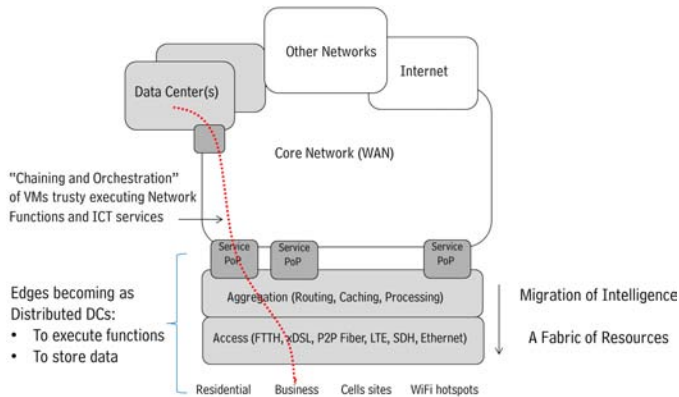 Other Networks
Internet
Data Center(s)
Core Network (WAN)
"Chaining and Orchestration"
of VMs trusty executing Network
Functions and ICT services
Service
PoP
Service
PoP
Service
PoP
Edges becoming as
Distributed DCs:
• To execute functions
• To store data
Aggregation (Routing, Caching, Processing)
Access (FTTH, xDSL, P2P Fiber, LTE, SDH, Ethernet)
Migration of Intelligence
A Fabric of Resources
Residential
Business
Cells sites
WiFi hotspots